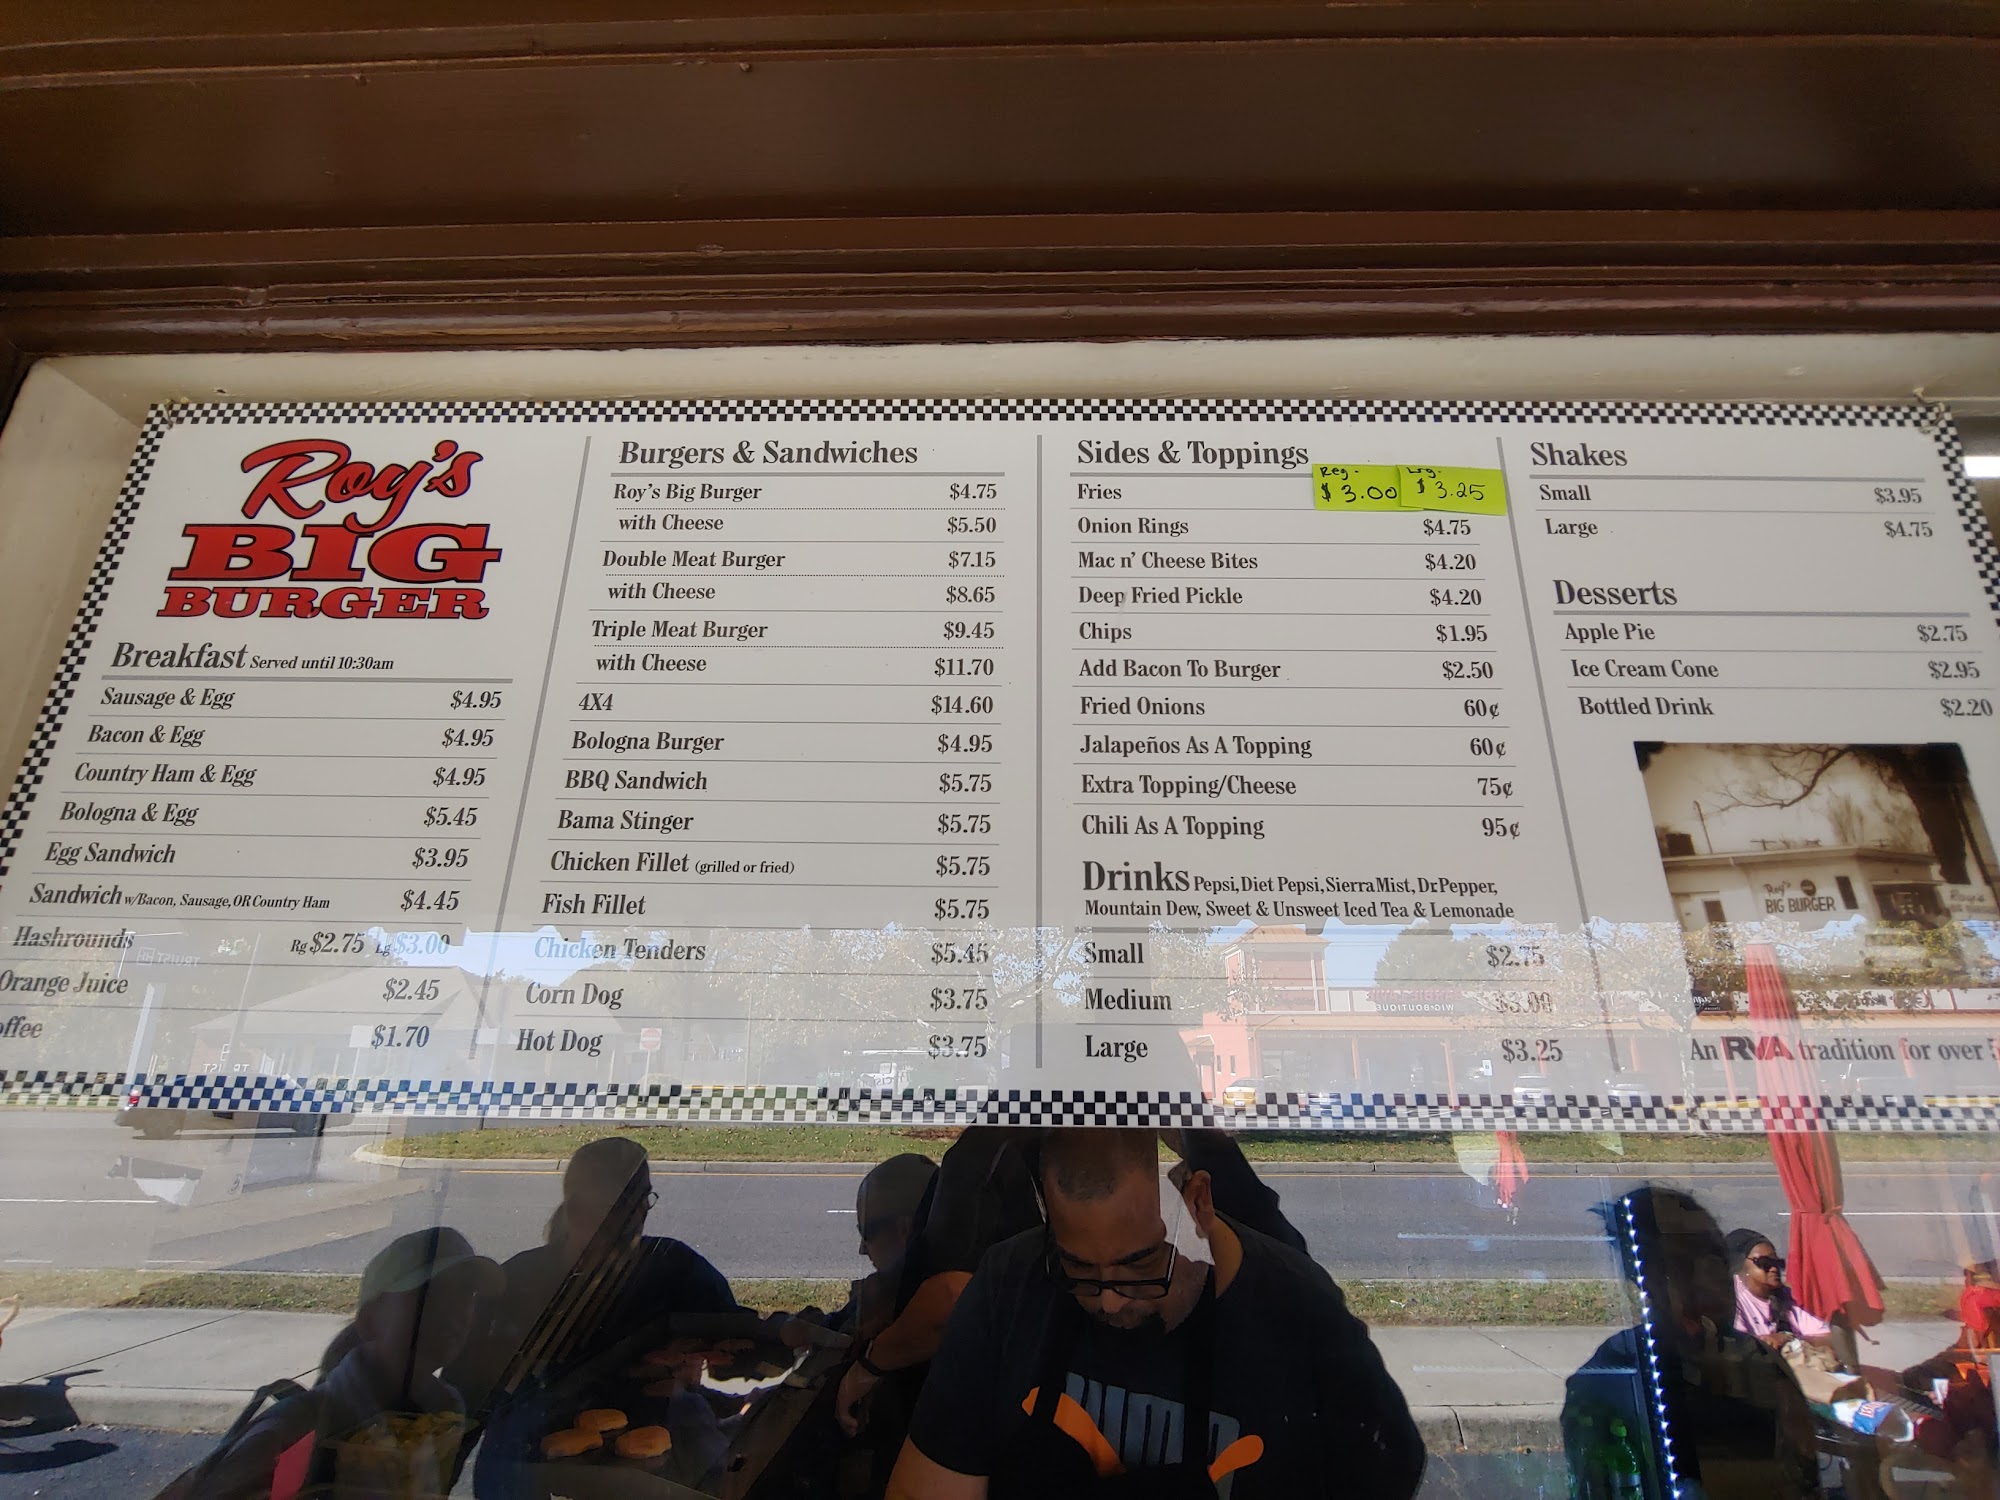 Roy's
BIG
BURGER
Breakfast Served until 10:30am
Sausage & Egg $4.95
Bacon & Egg $4.95
Country Ham & Egg $4.95
Bologna & Egg $5.45
Egg Sandwich $3.95
Sandwich w/Bacon, Sausage, OR Country Ham $4.45
Hashrounds Rg $2.75 Lg $3.00
Orange Juice $2.45
offee $1.70
Burgers & Sandwiches
Roy's Big Burger $4.75
with Cheese $5.50
Double Meat Burger $7.15
with Cheese $8.65
Triple Meat Burger $9.45
with Cheese $11.70
4X4 $14.60
Bologna Burger $4.95
BBQ Sandwich $5.75
Bama Stinger $5.75
Chicken Fillet (grilled or fried) $5.75
Fish Fillet $5.75
Chicken Tenders $5.45
Corn Dog $3.75
Hot Dog $3.75
Sides & Toppings
Reg. Lrg.
Fries $3.00 $3.25
Onion Rings $4.75
Mac n' Cheese Bites $4.20
Deep Fried Pickle $4.20
Chips $1.95
Add Bacon To Burger $2.50
Fried Onions 60¢
Jalapeños As A Topping 60¢
Extra Topping/Cheese 75¢
Chili As A Topping 95¢
Drinks Pepsi, Diet Pepsi, Sierra Mist, Dr Pepper,
Mountain Dew, Sweet & Unsweet Iced Tea & Lemonade
Small $2.75
Medium $3.00
Large $3.25
Shakes
Small $3.95
Large $4.75
Desserts
Apple Pie $2.75
Ice Cream Cone $2.95
Bottled Drink $2.20
Roy's
BIG BURGER
Roy's
An RVA tradition for over 5